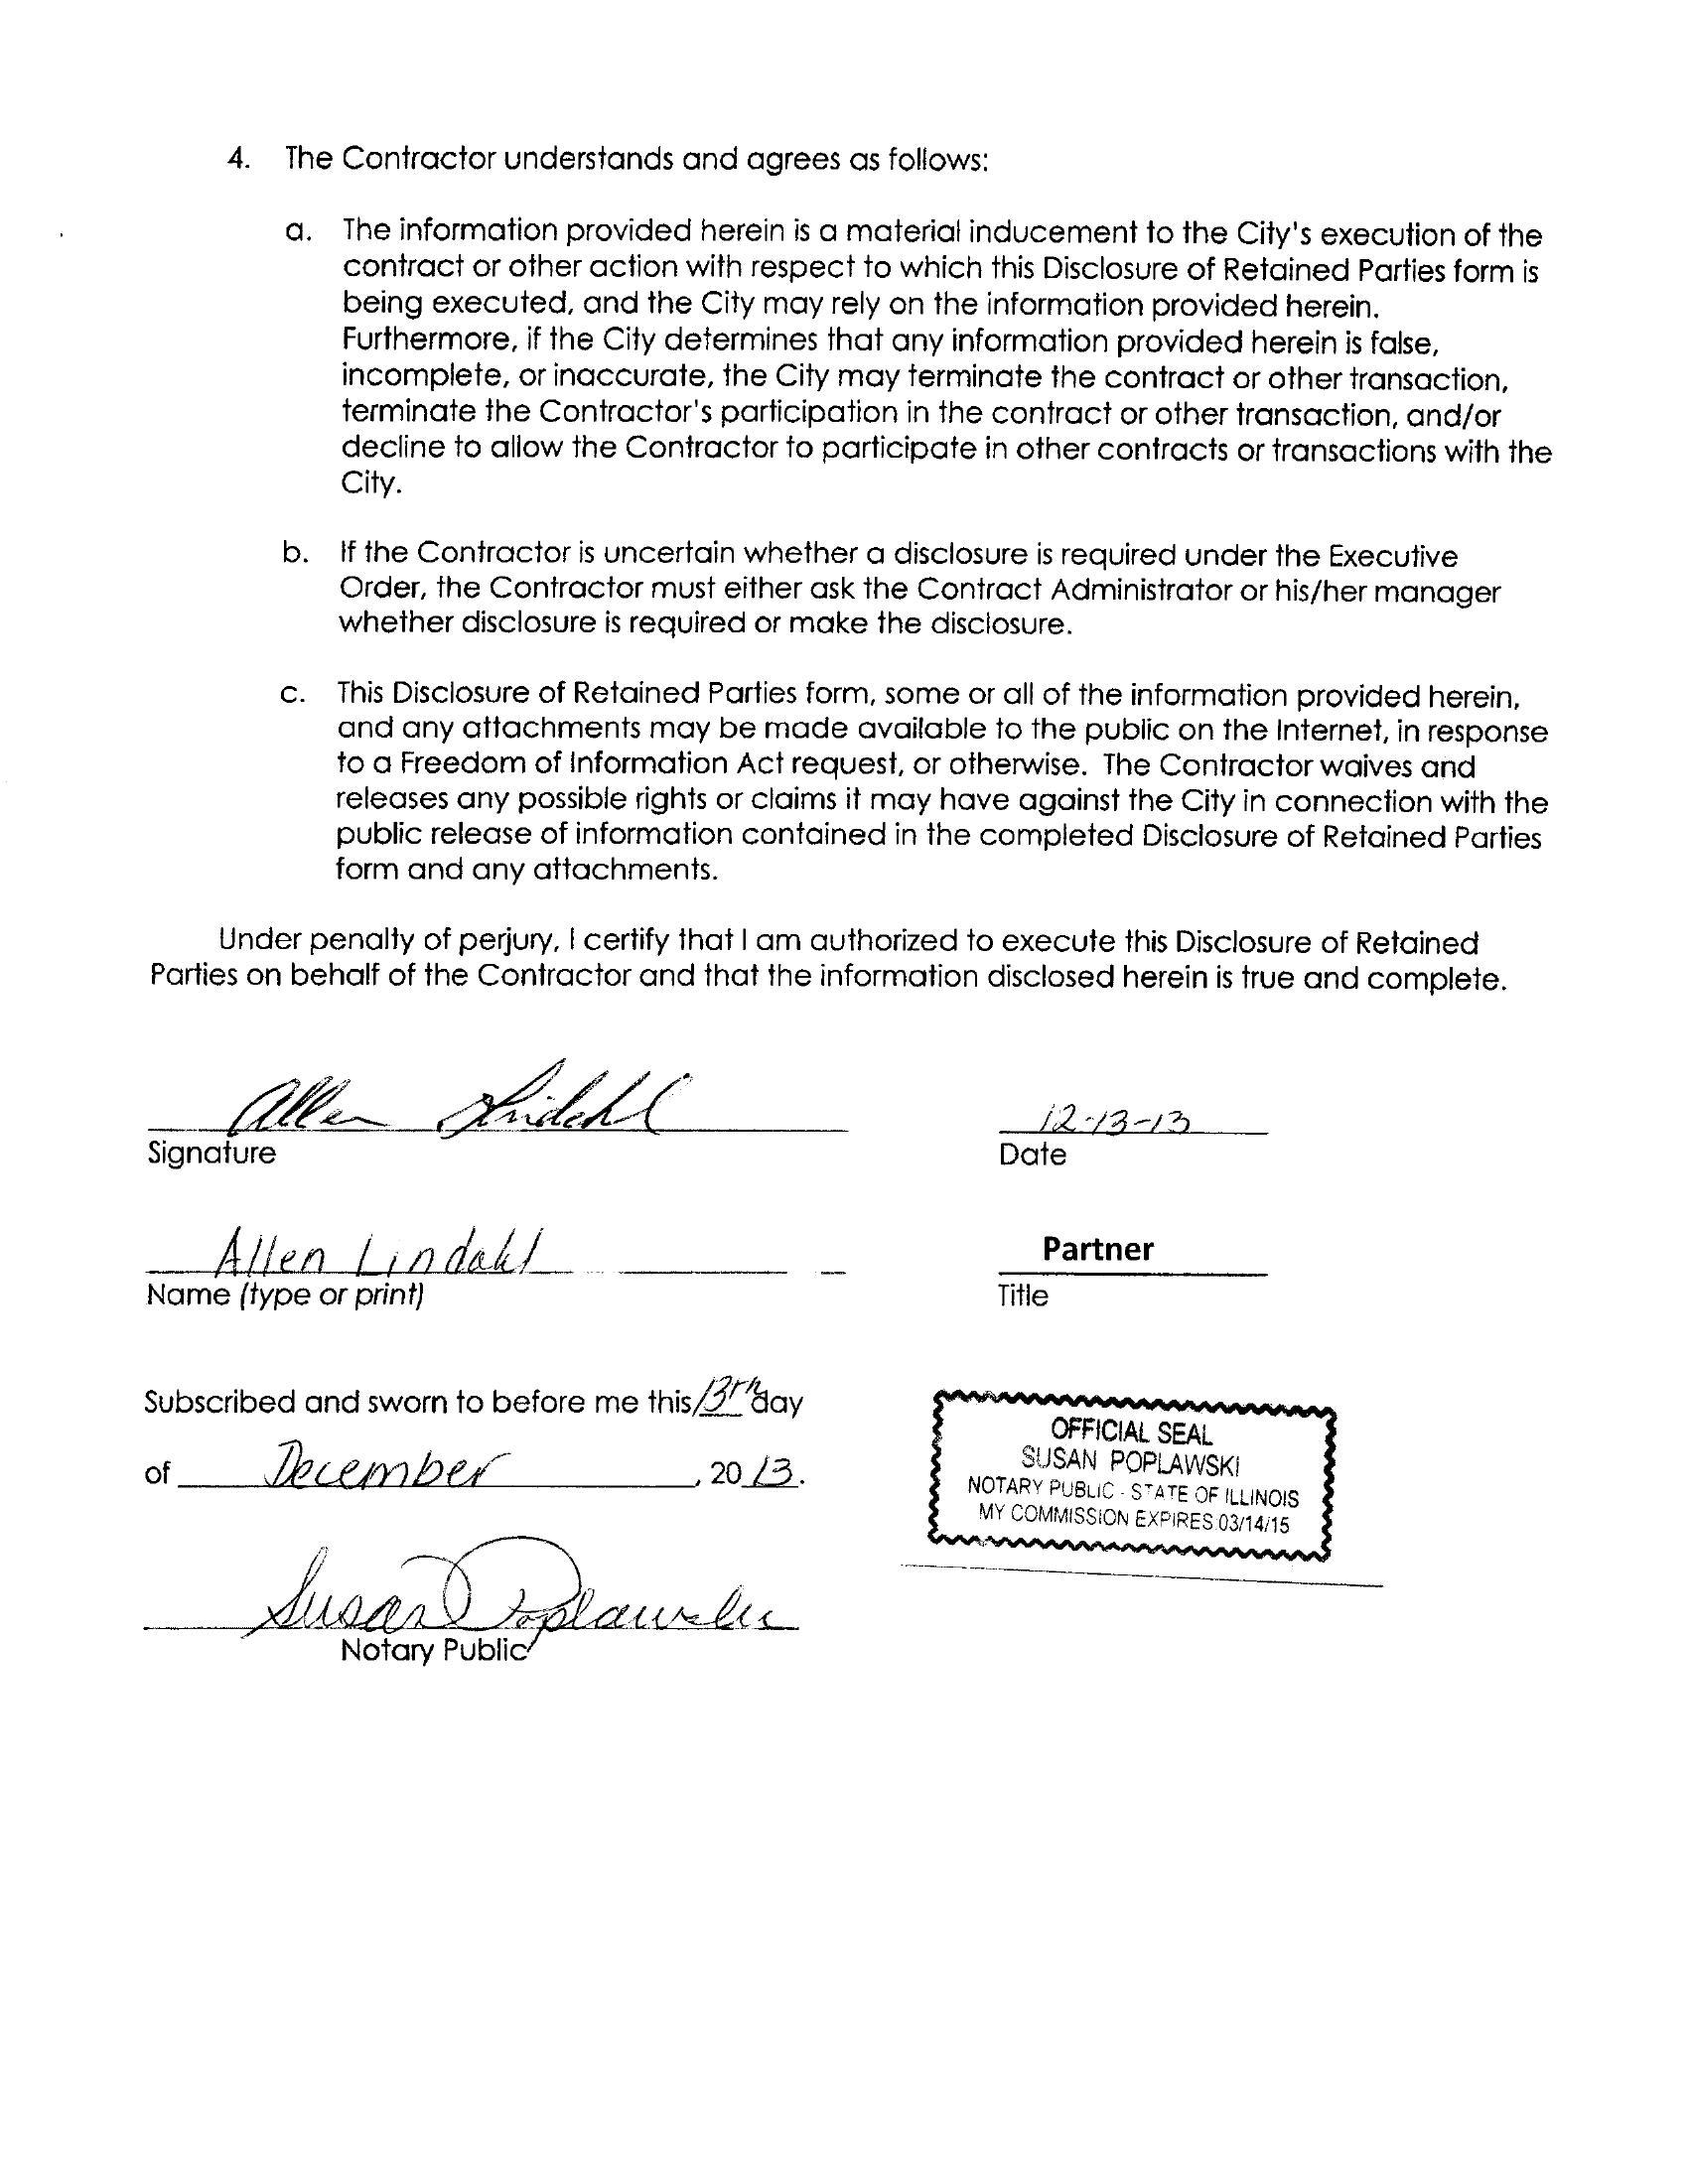 4. The Contractor understands and agrees as follows:
a. The information provided herein is a material inducement to the City's execution of the
contract or other action with respect to which this Disclosure of Retained Parties form is
being executed, and the City may rely on the information provided herein.
Furthermore, if the City determines that any information provided herein is false,
incomplete, or inaccurate, the City may terminate the contract or other transaction,
terminate the Contractor's participation in the contract or other transaction, and/or
decline to allow the Contractor to participate in other contracts or transactions with the
City.
b. If the Contractor is uncertain whether a disclosure is required under the Executive
Order, the Contractor must either ask the Contract Administrator or his/her manager
whether disclosure is required or make the disclosure.
c. This Disclosure of Retained Parties form, some or all of the information provided herein,
and any attachments may be made available to the public on the Internet, in response
to a Freedom of Information Act request, or otherwise. The Contractor waives and
releases any possible rights or claims it may have against the City in connection with the
public release of information contained in the completed Disclosure of Retained Parties
form and any attachments.
Under penalty of perjury, I certify that I am authorized to execute this Disclosure of Retained
Parties on behalf of the Contractor and that the information disclosed herein is true and complete.
Allen Lindahl 12-13-13
Signature Date
Allen Lindahl Partner
Name (type or print) Title
Subscribed and sworn to before me this 13th day
of December, 2013.
OFFICIAL SEAL
SUSAN POPLAWSKI
NOTARY PUBLIC - STATE OF ILLINOIS
MY COMMISSION EXPIRES 03/14/15
Susan Poplawski
Notary Public